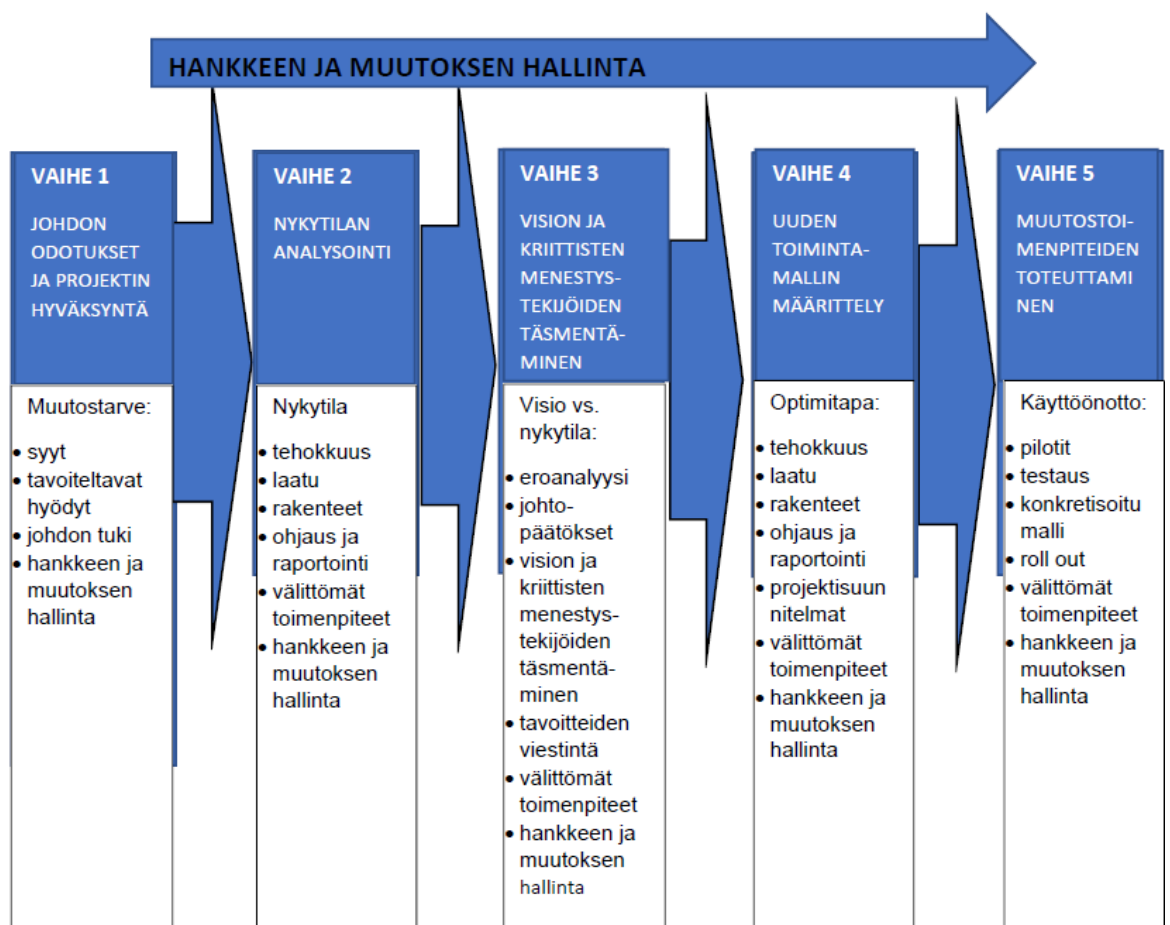 HANKKEEN JA MUUTOKSEN HALLINTA
VAIHE 1
JOHDON
ODOTUKSET
JA PROJEKTIN
HYVÄKSYNTÄ
Muutostarve:
• syyt
• tavoiteltavat
hyödyt
• johdon tuki
• hankkeen ja
muutoksen
hallinta
VAIHE 2
NYKYTILAN
ANALYSOINTI
Nykytila
• tehokkuus
• laatu
• rakenteet
• ohjaus ja
raportointi
• välittömät
toimenpiteet
• hankkeen ja
muutoksen
hallinta
VAIHE 3
VISION JA
KRIITTISTEN
MENESTYS-
TEKIJÖIDEN
TÄSMENTÄ-
MINEN
Visio vs.
nykytila:
• eroanalyysi
• johto-
päätökset
• vision ja
kriittisten
menestys-
tekijöiden
täsmentä-
minen
• tavoitteiden
viestintä
• välittömät
toimenpiteet
• hankkeen ja
muutoksen
hallinta
VAIHE 4
UUDEN
TOIMINTA-
MALLIN
MÄÄRITTELY
Optimitapa:
• tehokkuus
• laatu
• rakenteet
• ohjaus ja
raportointi
• projektisuun
nitelmat
• välittömät
toimenpiteet
• hankkeen ja
muutoksen
hallinta
VAIHE 5
MUUTOSTOI-
MENPITEIDEN
TOTEUTTAMI
NEN
Käyttöönotto:
• pilotit
• testaus
• konkretisoitu
malli
• roll out
• välittömät
toimenpiteet
• hankkeen ja
muutoksen
hallinta